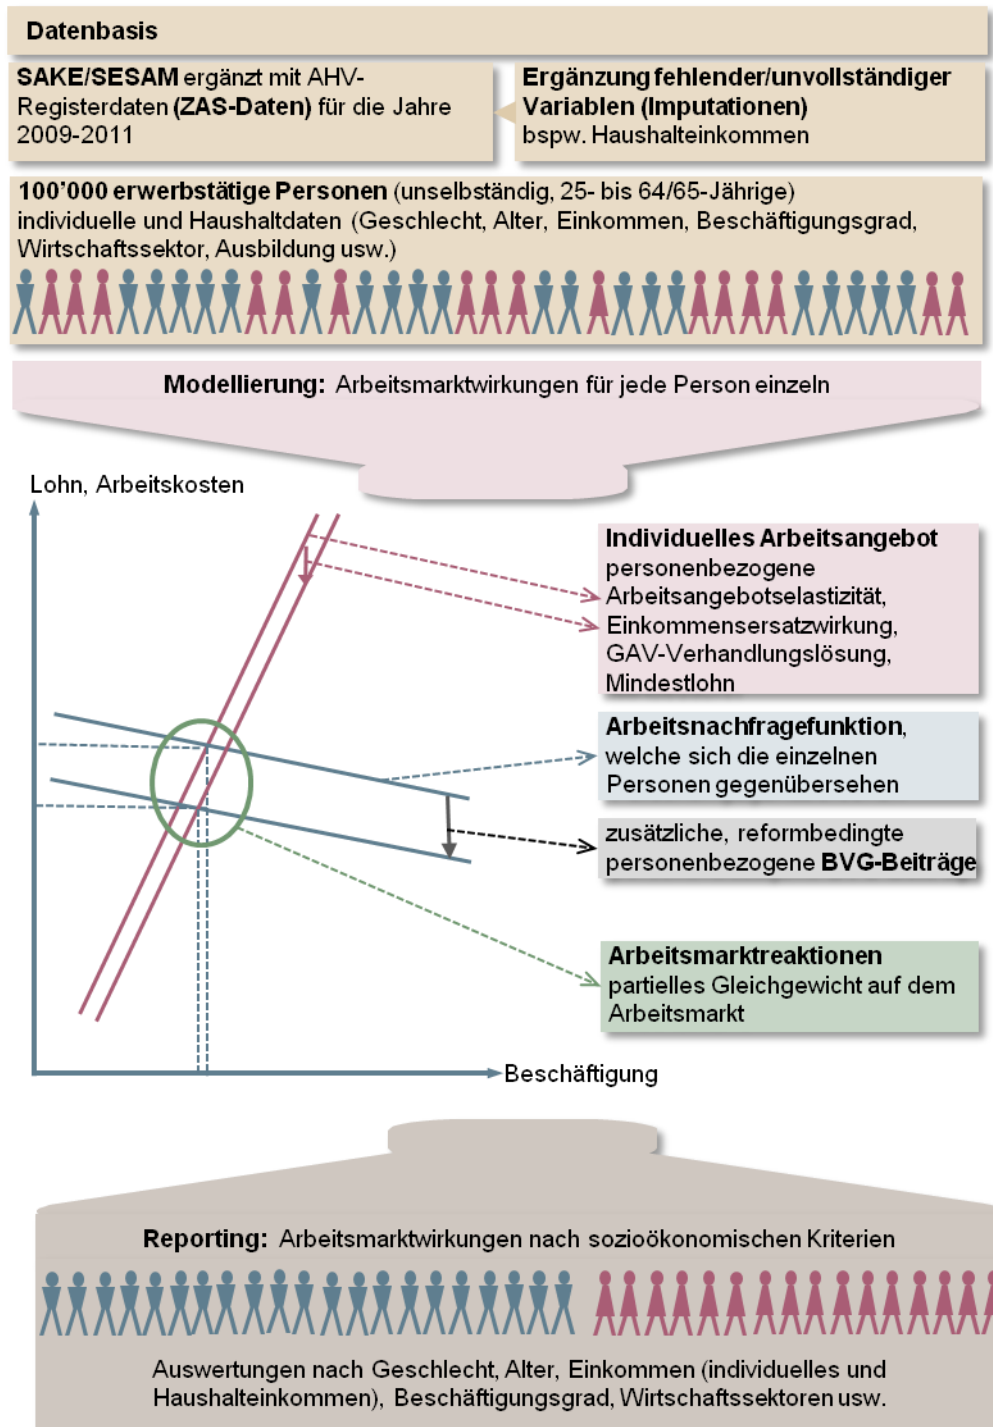 Datenbasis
SAKE/SESAM ergänzt mit AHV-
Registerdaten (ZAS-Daten) für die Jahre
2009-2011
Ergänzung fehlender/unvollständiger
Variablen (Imputationen)
bspw. Haushalteinkommen
100'000 erwerbstätige Personen (unselbständig, 25- bis 64/65-Jährige)
individuelle und Haushaltdaten (Geschlecht, Alter, Einkommen, Beschäftigungsgrad,
Wirtschaftssektor, Ausbildung usw.)
Modellierung: Arbeitsmarktwirkungen für jede Person einzeln
Lohn, Arbeitskosten
Individuelles Arbeitsangebot
personenbezogene
Arbeitsangebotselastizität,
Einkommensersatzwirkung,
GAV-Verhandlungslösung,
Mindestlohn
Arbeitsnachfragefunktion,
welche sich die einzelnen
Personen gegenübersehen
zusätzliche, reformbedingte
personenbezogene BVG-Beiträge
Arbeitsmarktreaktionen
partielles Gleichgewicht auf dem
Arbeitsmarkt
Beschäftigung
Reporting: Arbeitsmarktwirkungen nach sozioökonomischen Kriterien
Auswertungen nach Geschlecht, Alter, Einkommen (individuelles und
Haushalteinkommen), Beschäftigungsgrad, Wirtschaftssektoren usw.